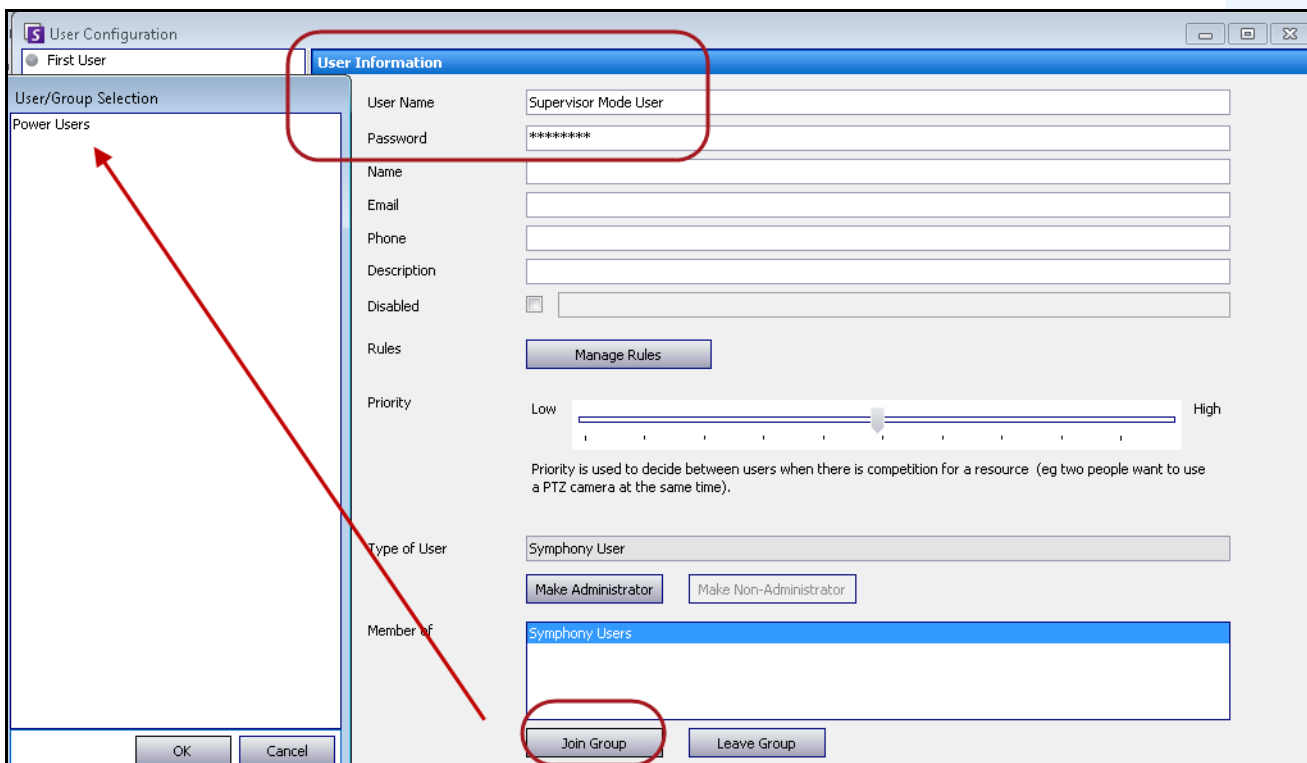 User Configuration
First User
User Information
User/Group Selection
Power Users
User Name
Supervisor Mode User
Password
********
Name
Email
Phone
Description
Disabled
Rules
Manage Rules
Priority
Low
High
Priority is used to decide between users when there is competition for a resource (eg two people want to use
a PTZ camera at the same time).
Type of User
Symphony User
Make Administrator
Make Non-Administrator
Member of
Symphony Users
Join Group
Leave Group
OK
Cancel